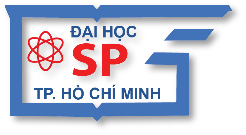 ĐẠI HỌC
SP
TP. HỒ CHÍ MINH